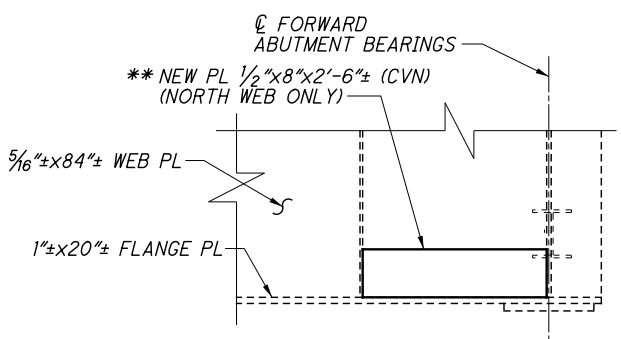 ℄ FORWARD
ABUTMENT BEARINGS
** NEW PL 1/2"x8"x2'-6"± (CVN)
(NORTH WEB ONLY)
5/16"±x84"± WEB PL
1"±x20"± FLANGE PL